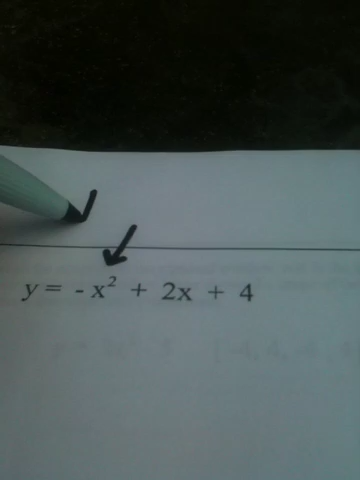 y = - x² + 2x + 4